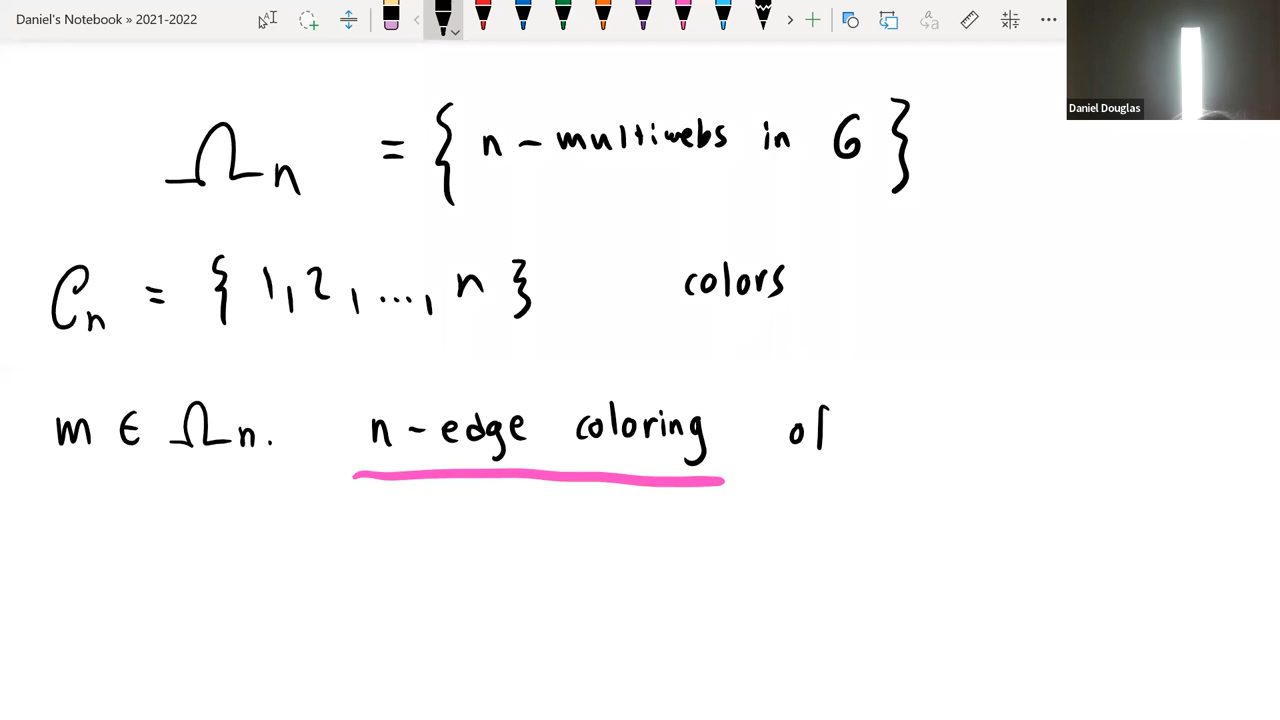 Daniel's Notebook » 2021-2022
Daniel Douglas
Ωn = { n - multiwebs in G }
Cn = { 1, 2, ..., n } colors
m ∈ Ωn. n - edge coloring of